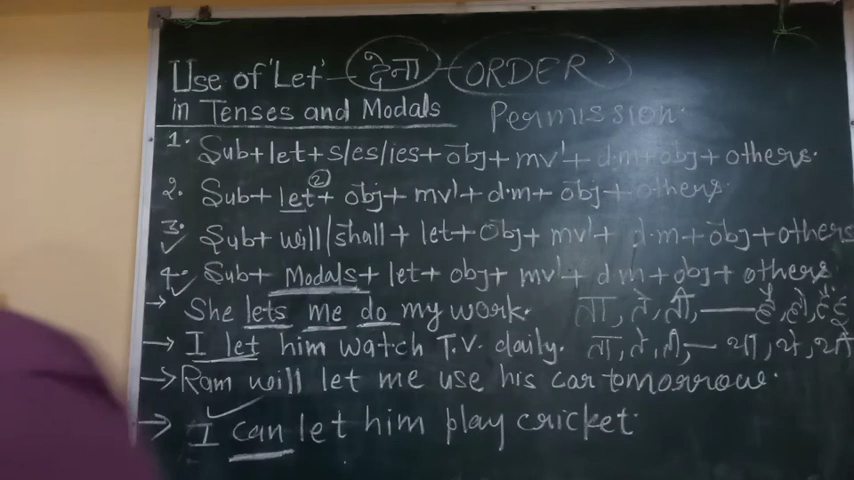 Use of 'Let' — देना — ORDER'
in Tenses and Modals Permission.
1. Sub+let+s/es/ies+obj+mv¹+d.m+obj+others.
2. Sub+let②+obj+mv¹+d.m+obj+others.
3. Sub+will/shall+let+obj+mv¹+d.m+obj+others
4. Sub+Modals+let+obj+mv¹+dm+obj+others.
→ She lets me do my work. ता, ते, ती, — है, हो, हैं
→ I let him watch T.V. daily. ता, ते, ती, — था, थे, थी
→ Ram will let me use his car tomorrow.
→ I can let him play cricket.